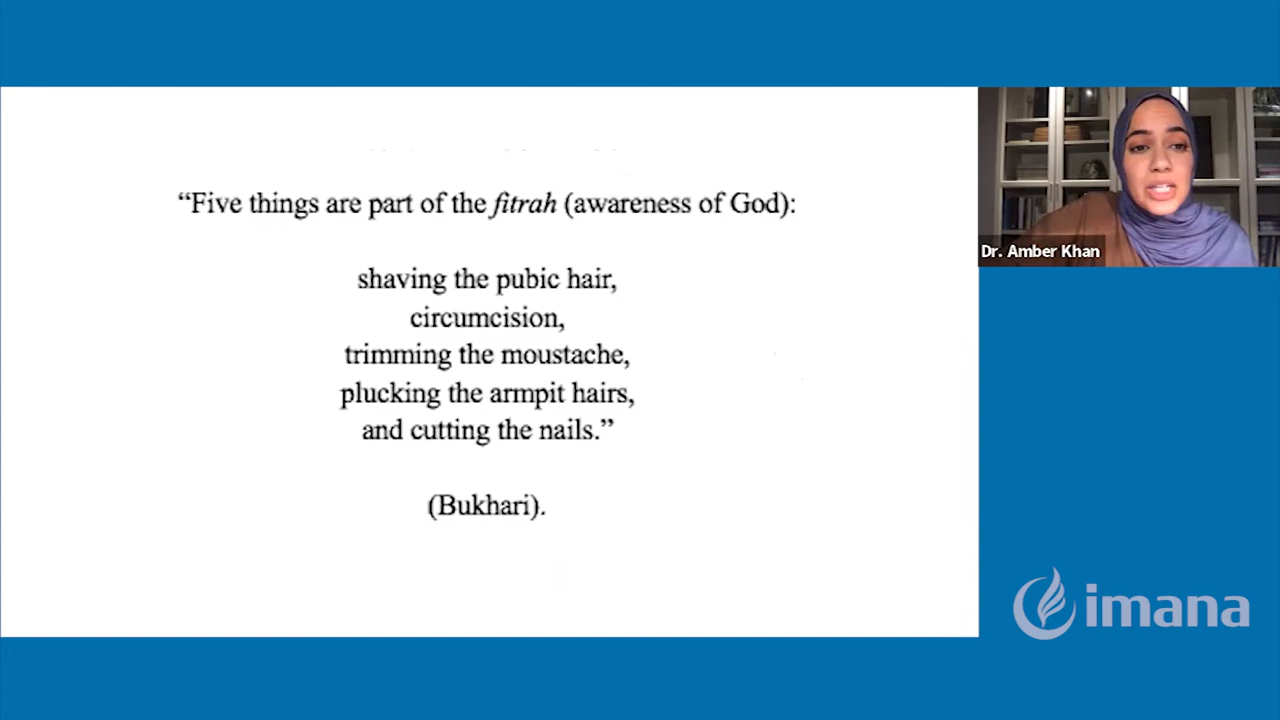 “Five things are part of the fitrah (awareness of God):
shaving the pubic hair,
circumcision,
trimming the moustache,
plucking the armpit hairs,
and cutting the nails.”
(Bukhari).
Dr. Amber Khan
imana